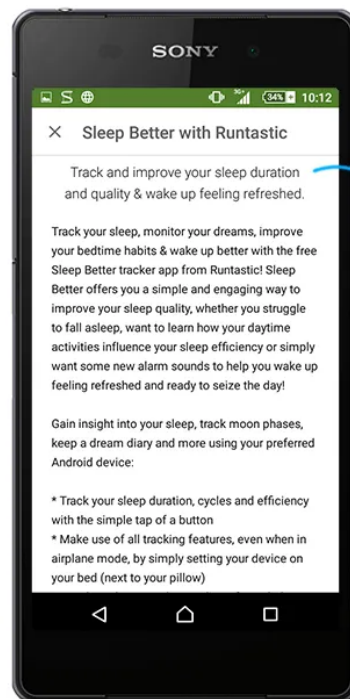 SONY
34% 10:12
Sleep Better with Runtastic
Track and improve your sleep duration
and quality & wake up feeling refreshed.
Track your sleep, monitor your dreams, improve
your bedtime habits & wake up better with the free
Sleep Better tracker app from Runtastic! Sleep
Better offers you a simple and engaging way to
improve your sleep quality, whether you struggle
to fall asleep, want to learn how your daytime
activities influence your sleep efficiency or simply
want some new alarm sounds to help you wake up
feeling refreshed and ready to seize the day!
Gain insight into your sleep, track moon phases,
keep a dream diary and more using your preferred
Android device:
* Track your sleep duration, cycles and efficiency
with the simple tap of a button
* Make use of all tracking features, even when in
airplane mode, by simply setting your device on
your bed (next to your pillow)